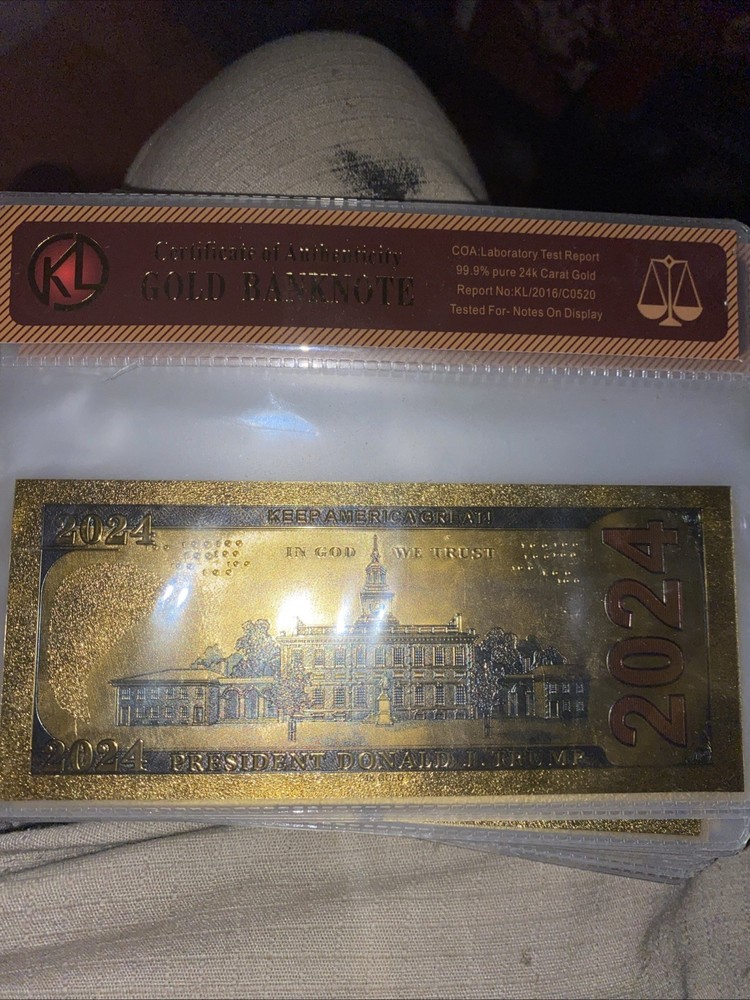 KL
Certificate of Authenticity
GOLD BANKNOTE
COA:Laboratory Test Report
99.9% pure 24k Carat Gold
Report No:KL/2016/C0520
Tested For- Notes On Display
2024
KEEP AMERICA GREAT!
IN GOD WE TRUST
2024
2024
PRESIDENT DONALD J. TRUMP